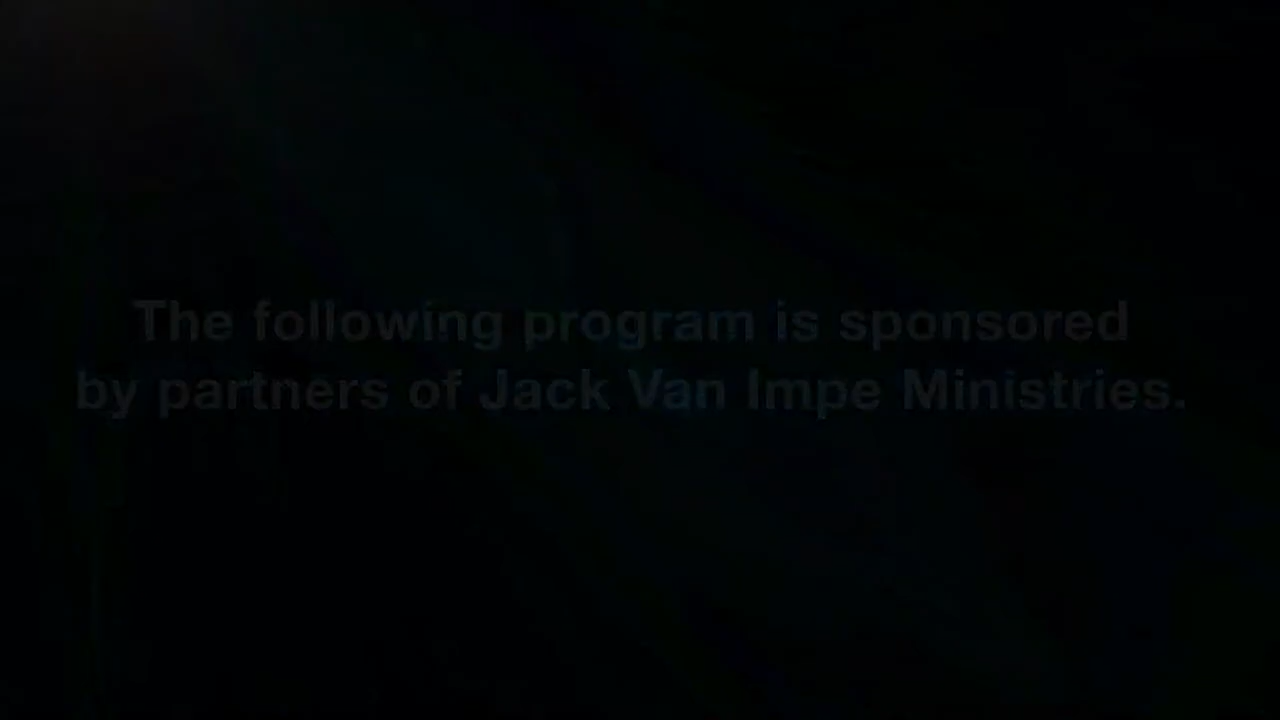 The following program is sponsored
by partners of Jack Van Impe Ministries.